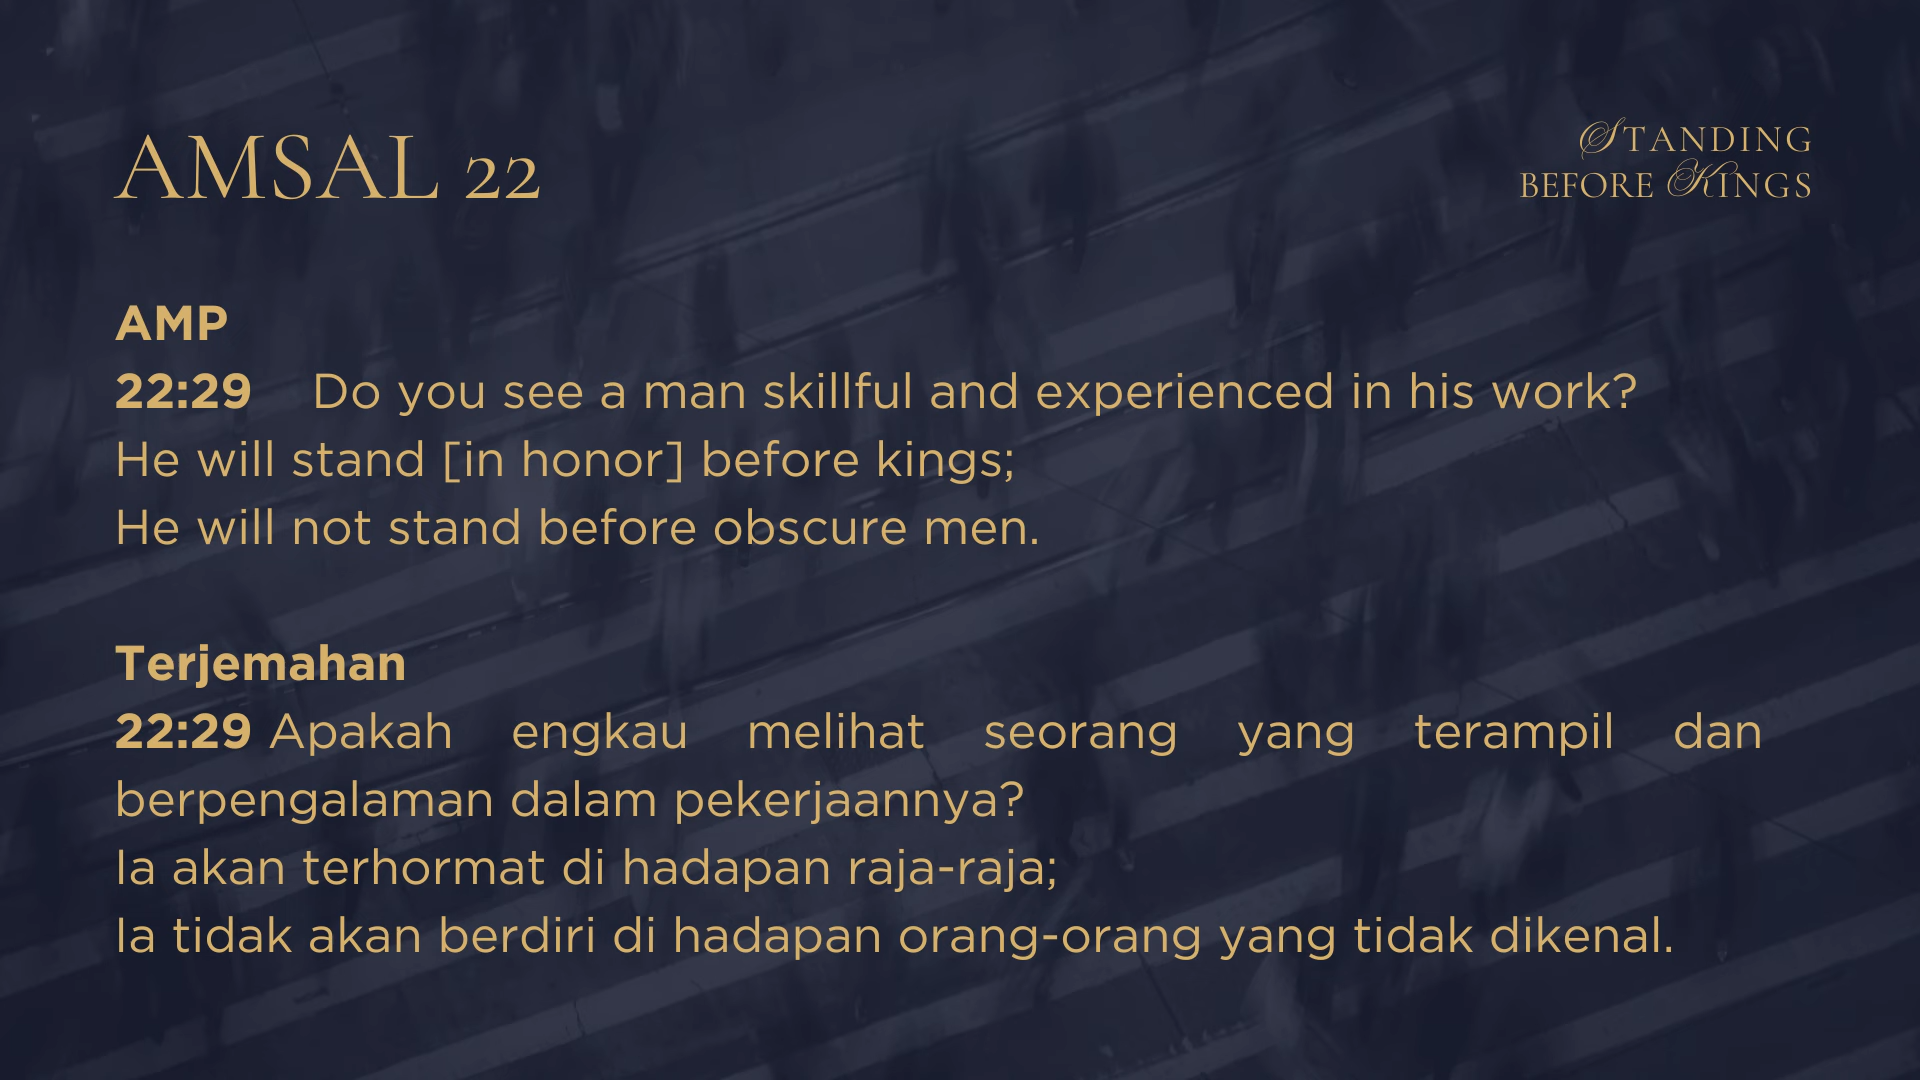 AMSAL 22
STANDING
BEFORE KINGS
AMP
22:29 Do you see a man skillful and experienced in his work?
He will stand [in honor] before kings;
He will not stand before obscure men.
Terjemahan
22:29 Apakah engkau melihat seorang yang terampil dan
berpengalaman dalam pekerjaannya?
Ia akan terhormat di hadapan raja-raja;
Ia tidak akan berdiri di hadapan orang-orang yang tidak dikenal.